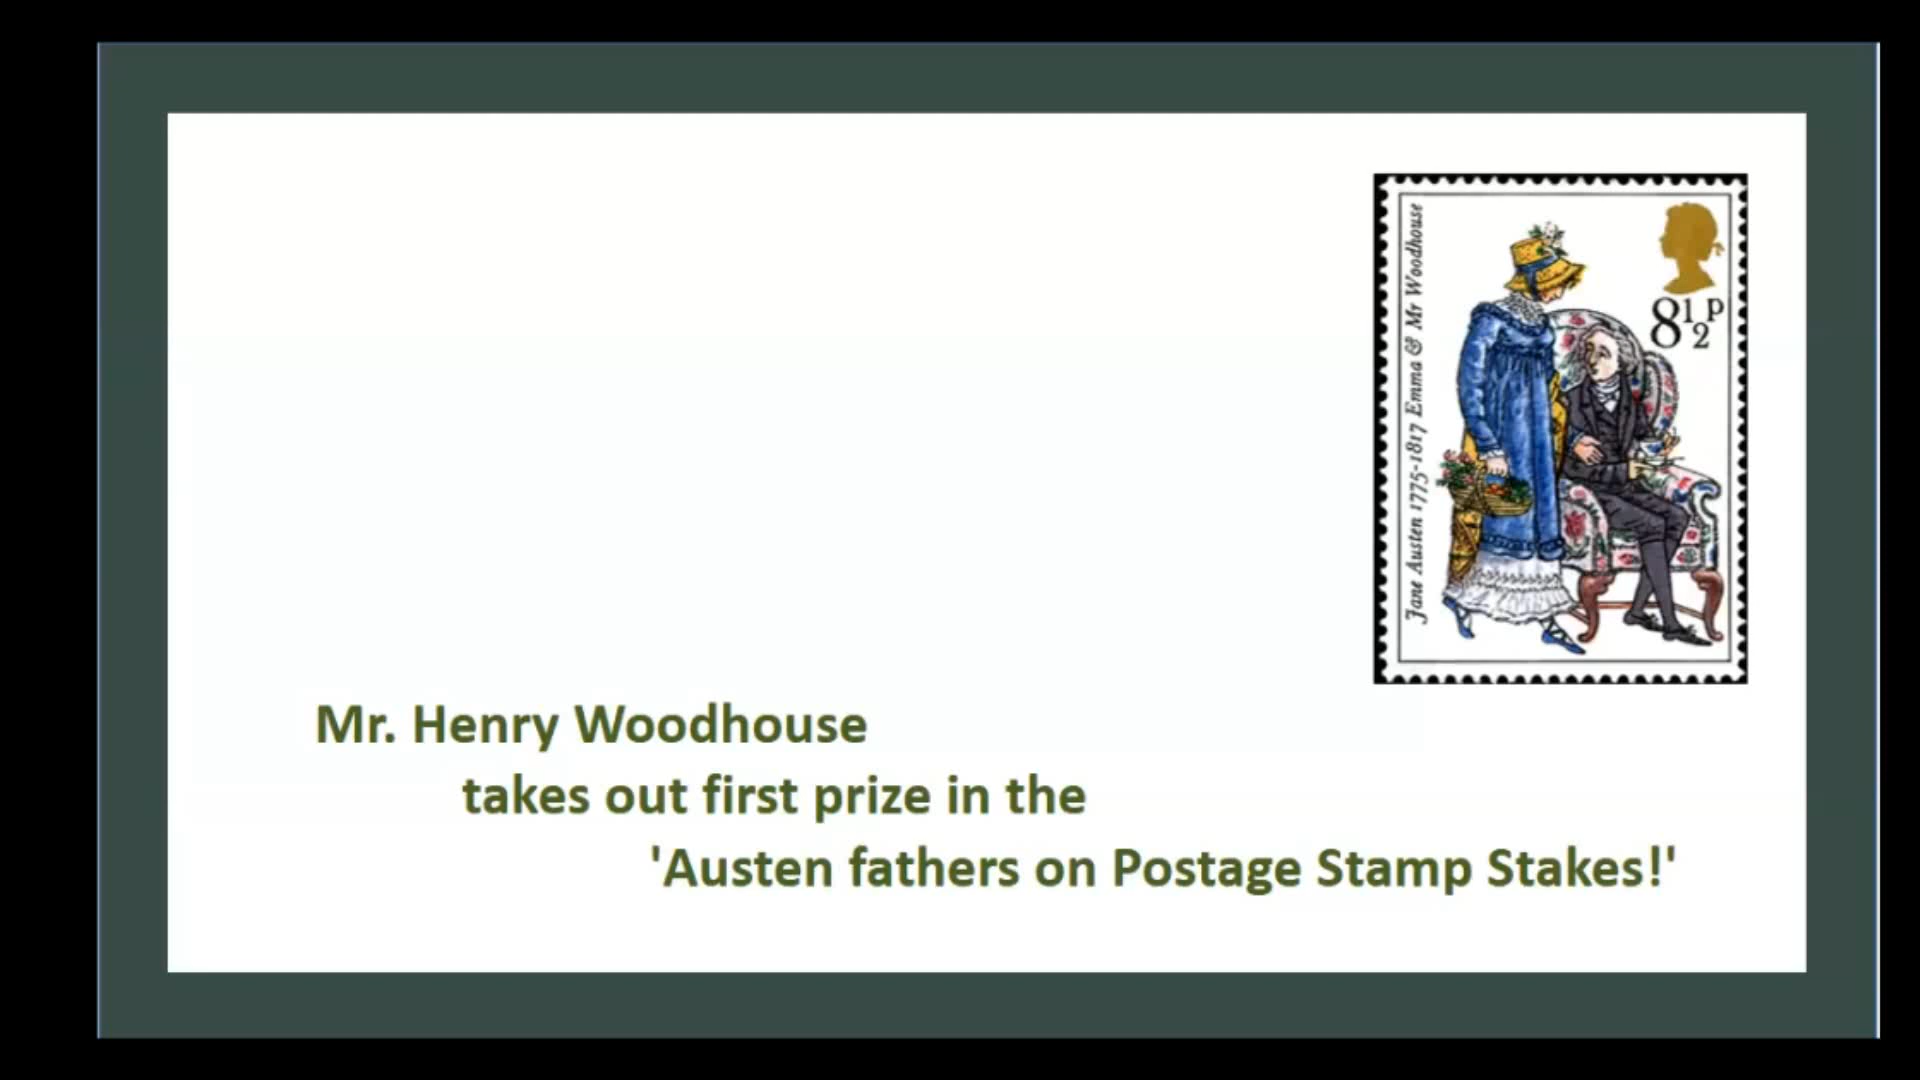 Jane Austen 1775-1817 Emma & Mr Woodhouse
8½p
Mr. Henry Woodhouse
takes out first prize in the
'Austen fathers on Postage Stamp Stakes!'